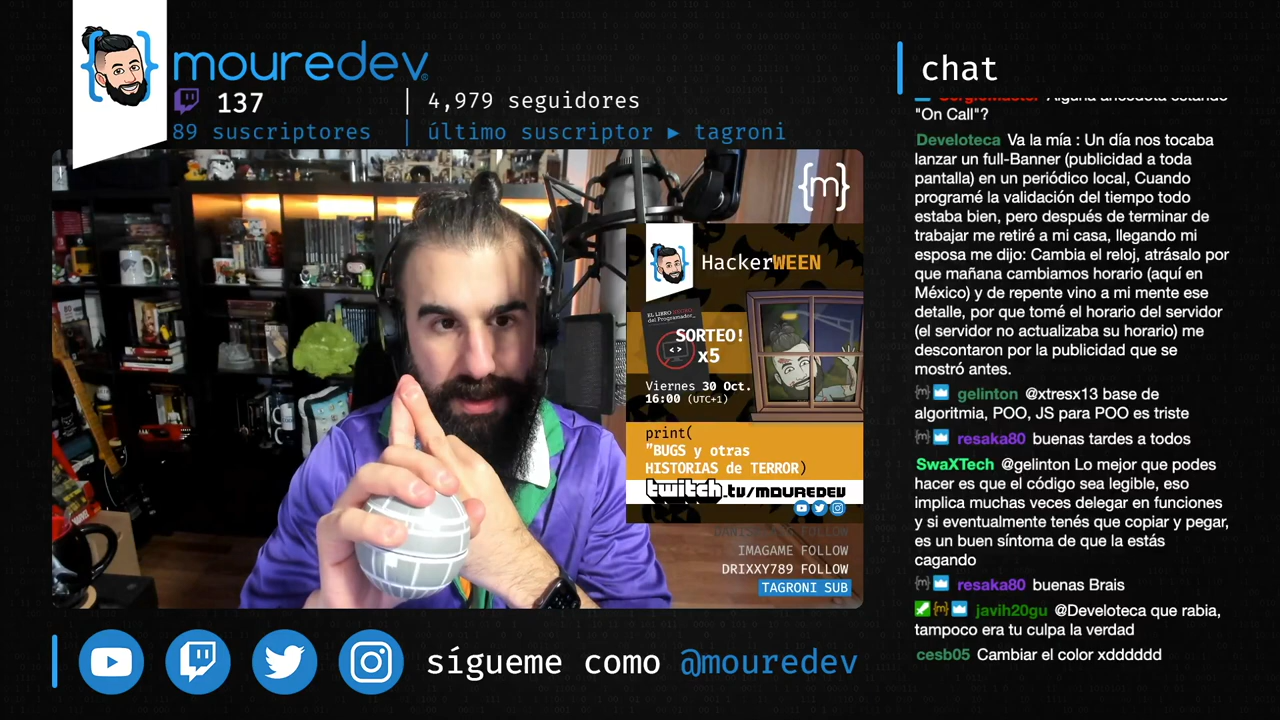 mouredev
137
4,979 seguidores
89 suscriptores
último suscriptor ▶ tagroni
{m}
HackerWEEN
EL LIBRO NEGRO
del Programador_
SORTEO!
x5
Viernes 30 Oct.
16:00 (UTC+1)
print(
"BUGS y otras
HISTORIAS de TERROR)
twitch.tv/MOUREDEV
IMAGAME FOLLOW
DRIXXY789 FOLLOW
TAGRONI SUB
sígueme como @mouredev
chat
Alguna anécdota estando
"On Call"?
Develoteca Va la mía : Un día nos tocaba
lanzar un full-Banner (publicidad a toda
pantalla) en un periódico local, Cuando
programé la validación del tiempo todo
estaba bien, pero después de terminar de
trabajar me retiré a mi casa, llegando mi
esposa me dijo: Cambia el reloj, atrásalo por
que mañana cambiamos horario (aquí en
México) y de repente vino a mi mente ese
detalle, por que tomé el horario del servidor
(el servidor no actualizaba su horario) me
descontaron por la publicidad que se
mostró antes.
gelinton @xtresx13 base de
algoritmia, POO, JS para POO es triste
resaka80 buenas tardes a todos
SwaXTech @gelinton Lo mejor que podes
hacer es que el código sea legible, eso
implica muchas veces delegar en funciones
y si eventualmente tenés que copiar y pegar,
es un buen síntoma de que la estás
cagando
resaka80 buenas Brais
javih20gu @Develoteca que rabia,
tampoco era tu culpa la verdad
cesb05 Cambiar el color xdddddd